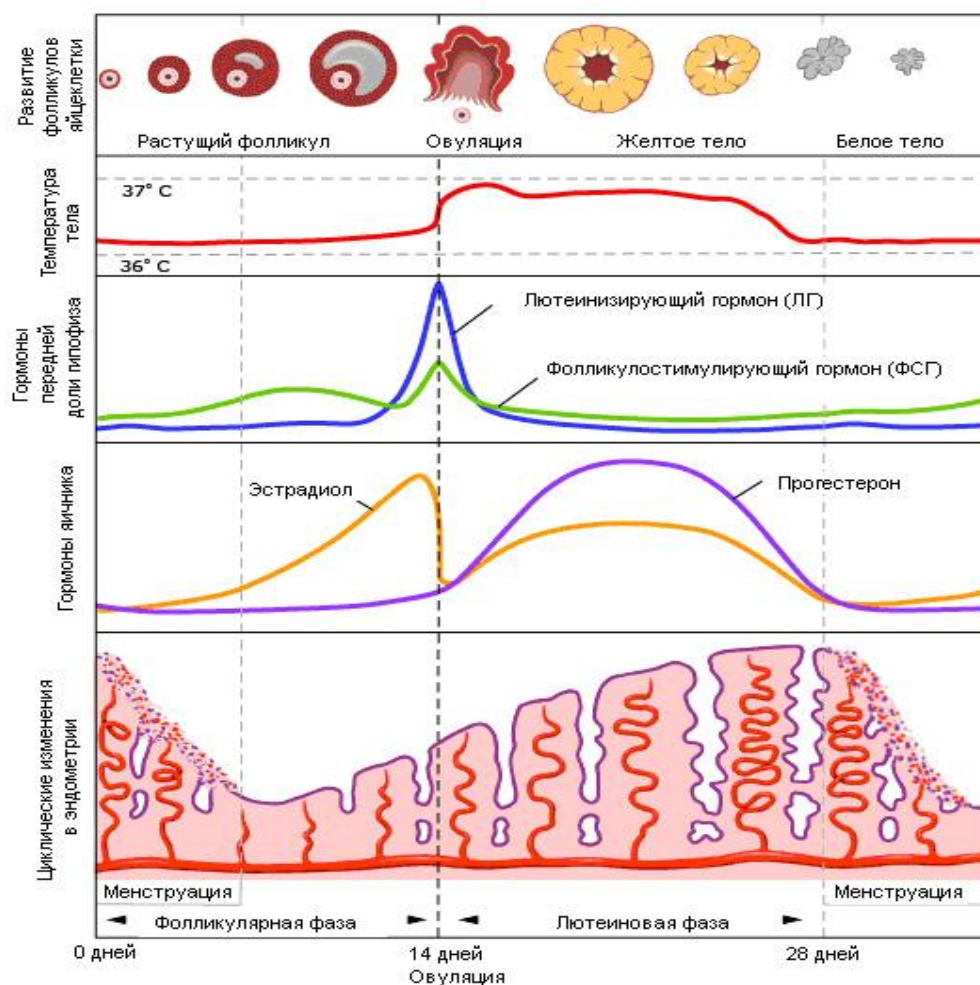 Развитие
фолликулов
яйцеклетки
Растущий фолликул
Овуляция
Желтое тело
Белое тело
Температура
тела
37° C
36° C
Гормоны
передней
доли гипофиза
Лютеинизирующий гормон (ЛГ)
Фолликулостимулирующий гормон (ФСГ)
Гормоны яичника
Эстрадиол
Прогестерон
Циклические изменения
в эндометрии
Менструация
Менструация
Фолликулярная фаза
Лютеиновая фаза
0 дней
14 дней
28 дней
Овуляция